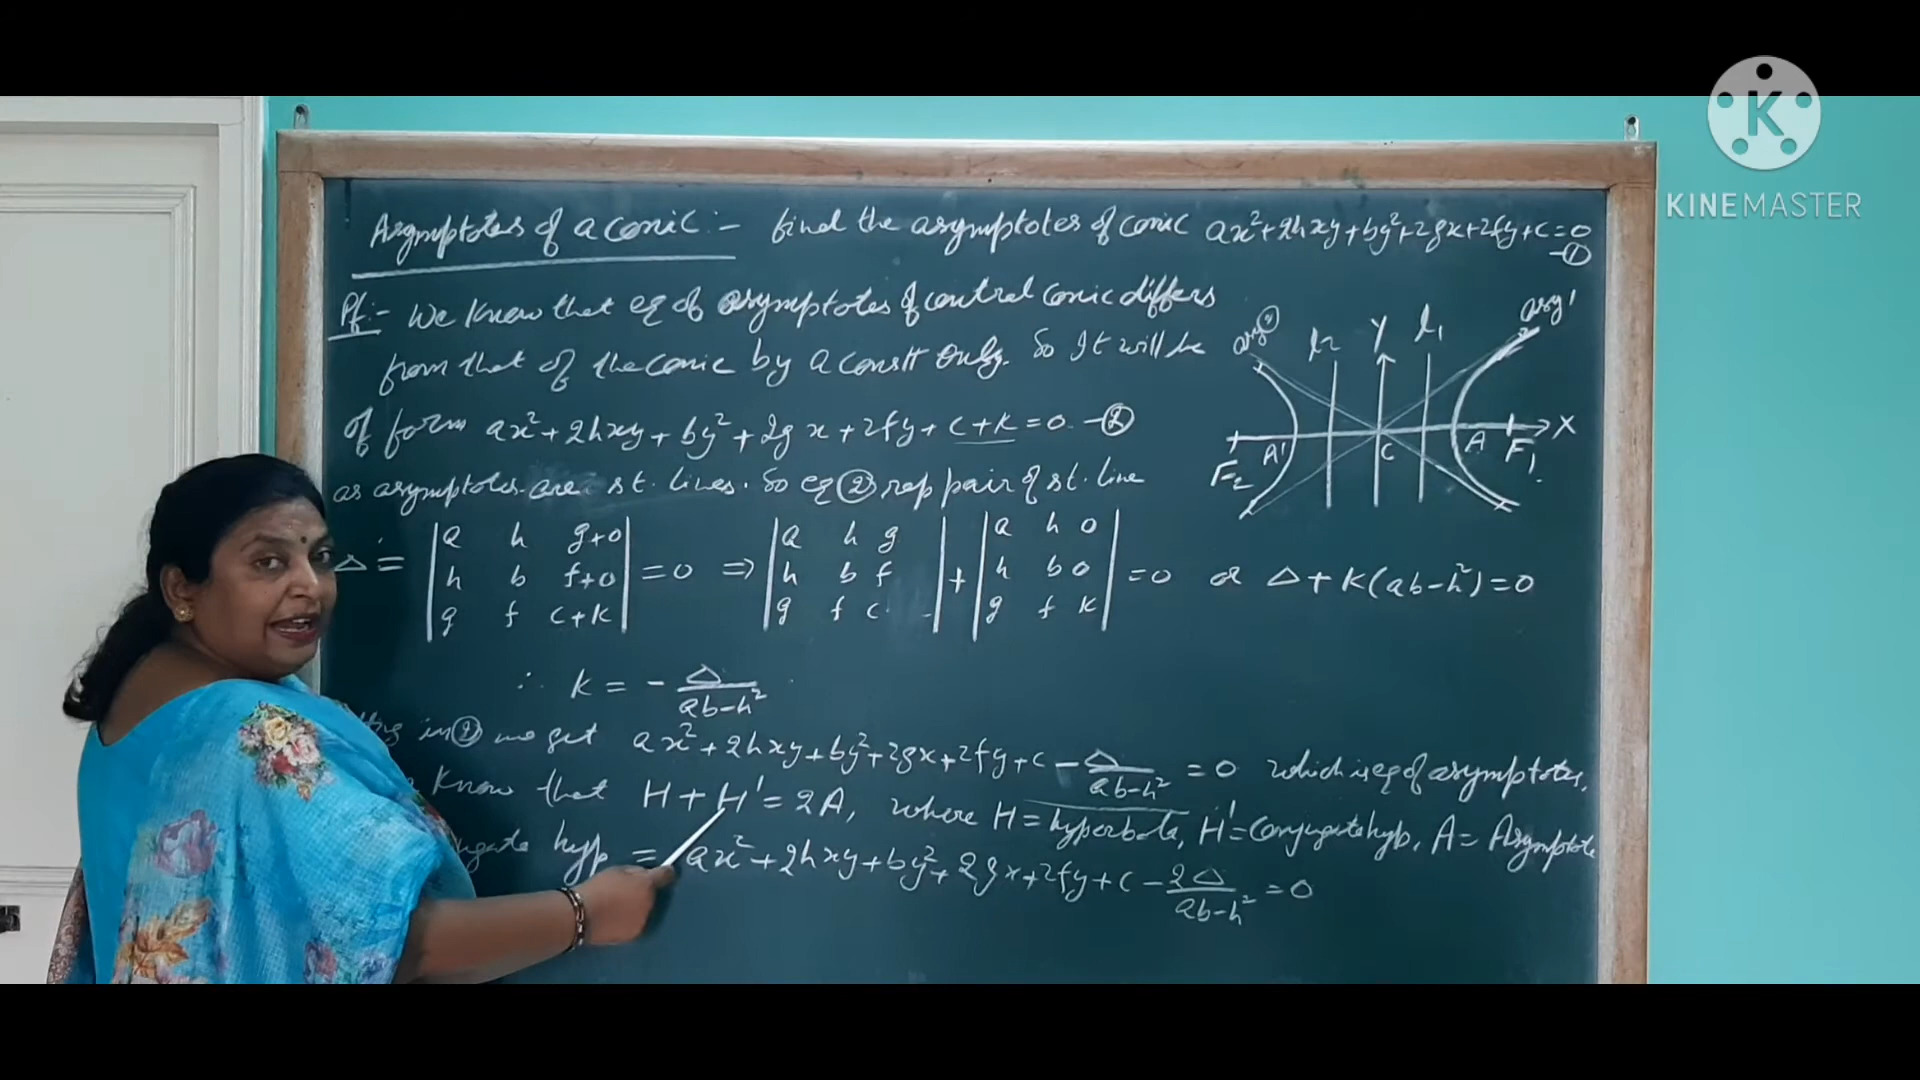 K
KINEMASTER
Asymptotes of a conic :- find the asymptotes of conic ax²+2hxy+by²+2gx+2fy+c=0 -①
Pf:- We know that eq of asymptotes of central conic differs
from that of the conic by a constt only. So It will be
of form ax²+2hxy+by²+2gx+2fy+c+k=0 -②
as asymptotes are st. lines. So eq ② rep pair of st. line
△ = | a h g+0 | = 0 ⇒ | a h g | + | a h 0 | = 0 or △+k(ab-h²)=0
| h b f+0 | | h b f | | h b 0 |
| g f c+k | | g f c | | g f k |
∴ k = - △/(ab-h²)
in ② we get ax²+2hxy+by²+2gx+2fy+c - △/(ab-h²) = 0 which is eq of asymptotes.
know that H+H'=2A, where H = hyperbola, H' = Conjugate hyp, A = Asymptote
hyp = ax²+2hxy+by²+2gx+2fy+c - 2△/(ab-h²) = 0
l₂ Y l₁ asy'
A' C A X
F₂ F₁